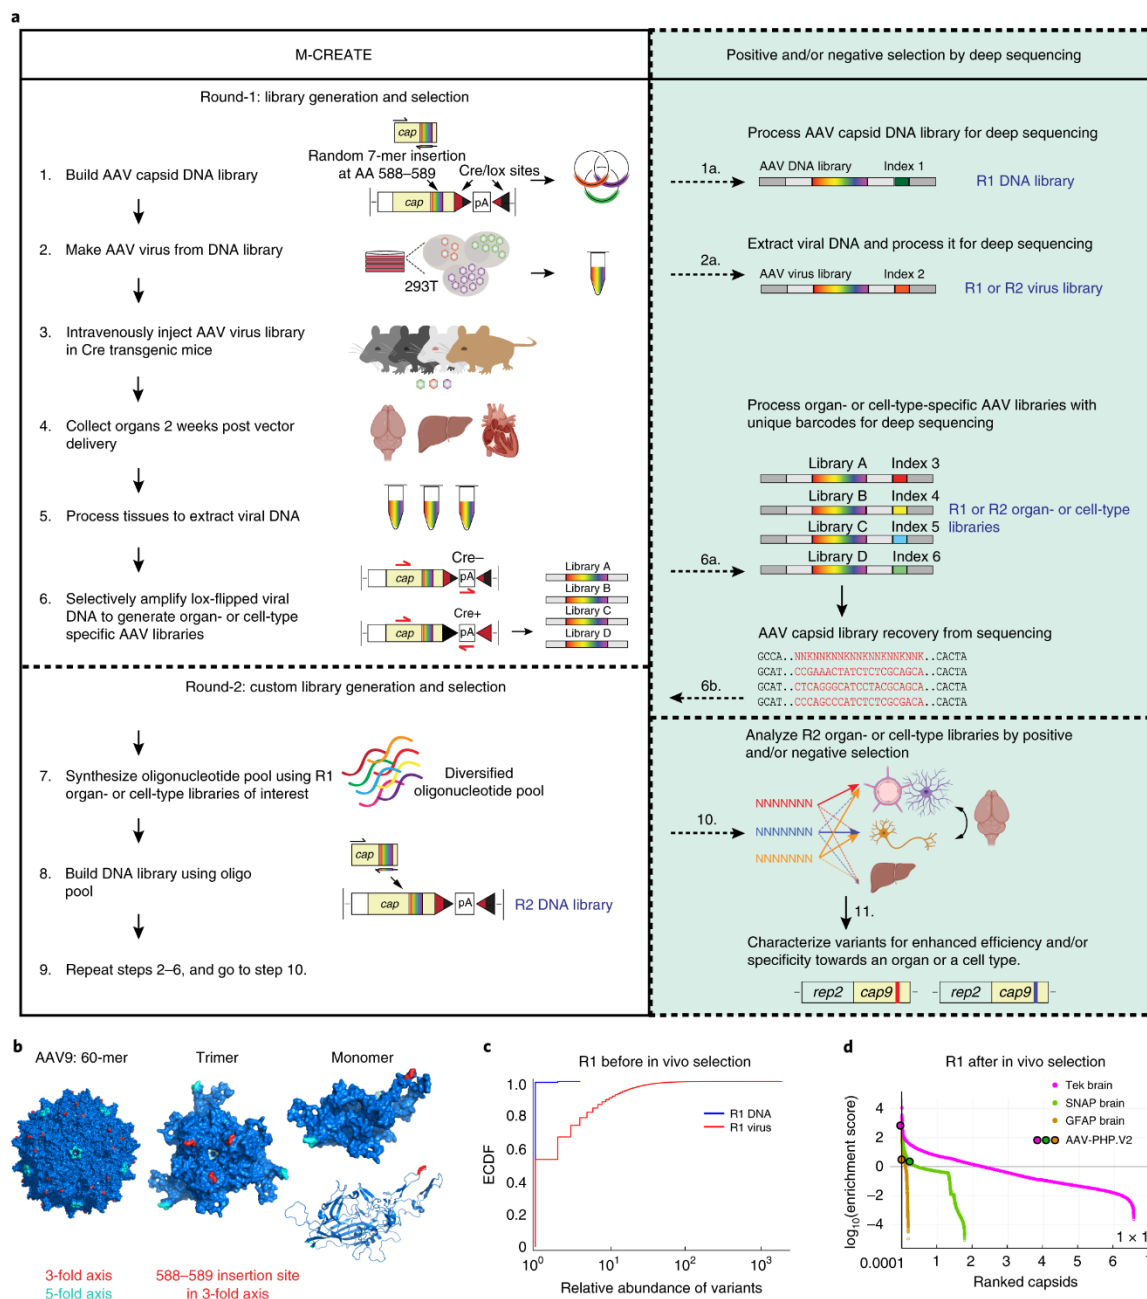 a
M-CREATE
Positive and/or negative selection by deep sequencing
Round-1: library generation and selection
cap
Random 7-mer insertion
at AA 588–589
Cre/lox sites
cap
pA
1. Build AAV capsid DNA library
2. Make AAV virus from DNA library
293T
3. Intravenously inject AAV virus library
in Cre transgenic mice
4. Collect organs 2 weeks post vector
delivery
5. Process tissues to extract viral DNA
6. Selectively amplify lox-flipped viral
DNA to generate organ- or cell-type
specific AAV libraries
Cre–
cap
pA
Cre+
cap
pA
Library A
Library B
Library C
Library D
Round-2: custom library generation and selection
7. Synthesize oligonucleotide pool using R1
organ- or cell-type libraries of interest
Diversified
oligonucleotide pool
8. Build DNA library using oligo
pool
cap
cap
pA
R2 DNA library
9. Repeat steps 2–6, and go to step 10.
Process AAV capsid DNA library for deep sequencing
1a.
AAV DNA library
Index 1
R1 DNA library
Extract viral DNA and process it for deep sequencing
2a.
AAV virus library
Index 2
R1 or R2 virus library
Process organ- or cell-type-specific AAV libraries with
unique barcodes for deep sequencing
Library A
Index 3
Library B
Index 4
Library C
Index 5
Library D
Index 6
R1 or R2 organ- or cell-type
libraries
6a.
AAV capsid library recovery from sequencing
GCCA..NNKNNKNNKNNKNNKNNKNNK..CACTA
GCAT..CCGAAACTATCTCTCGCAGCA..CACTA
GCAT..CTCAGGGCATCCTACGCAGCA..CACTA
GCAT..CCCAGCCCATCTCTCGCGACA..CACTA
6b.
Analyze R2 organ- or cell-type libraries by positive
and/or negative selection
10.
NNNNNNN
NNNNNNN
NNNNNNN
11.
Characterize variants for enhanced efficiency and/or
specificity towards an organ or a cell type.
rep2
cap9
rep2
cap9
b
AAV9: 60-mer
Trimer
Monomer
3-fold axis
5-fold axis
588–589 insertion site
in 3-fold axis
c
R1 before in vivo selection
ECDF
1.0
0.8
0.6
0.4
0.2
0
R1 DNA
R1 virus
10⁰
10¹
10²
10³
Relative abundance of variants
d
R1 after in vivo selection
log₁₀(enrichment score)
4
2
0
–2
–4
Tek brain
SNAP brain
GFAP brain
AAV-PHP.V2
0.0001
1
2
3
4
5
6
Ranked capsids